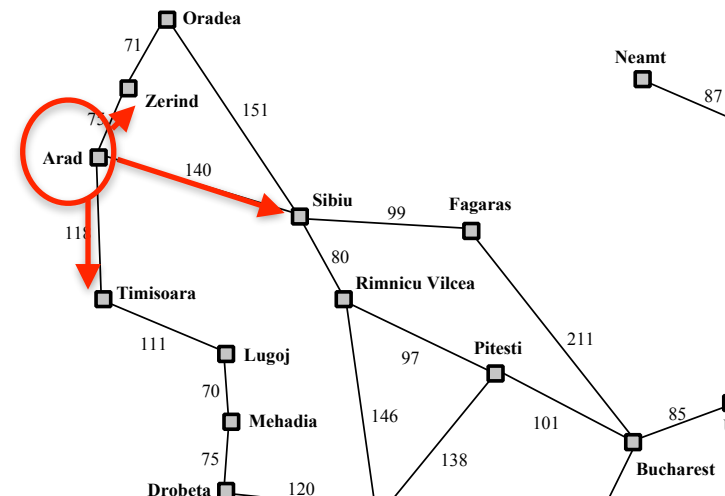 Oradea
71
Neamt
87
Zerind
75
151
Arad
140
Sibiu
Fagaras
99
118
80
Timisoara
Rimnicu Vilcea
111
211
Lugoj
97
Pitesti
70
146
101
85
Mehadia
138
75
Bucharest
Drobeta
120